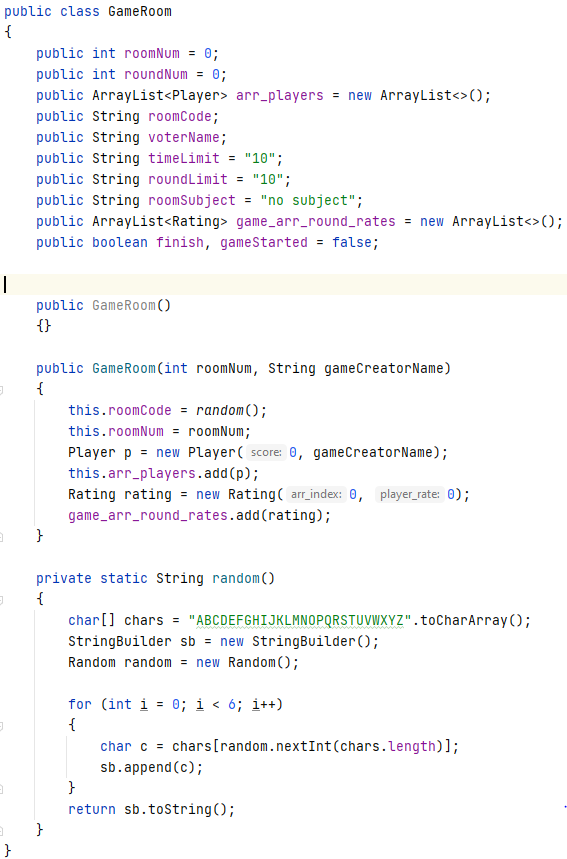 public class GameRoom
{
    public int roomNum = 0;
    public int roundNum = 0;
    public ArrayList<Player> arr_players = new ArrayList<>();
    public String roomCode;
    public String voterName;
    public String timeLimit = "10";
    public String roundLimit = "10";
    public String roomSubject = "no subject";
    public ArrayList<Rating> game_arr_round_rates = new ArrayList<>();
    public boolean finish, gameStarted = false;

    public GameRoom()
    {}

    public GameRoom(int roomNum, String gameCreatorName)
    {
        this.roomCode = random();
        this.roomNum = roomNum;
        Player p = new Player( score: 0, gameCreatorName);
        this.arr_players.add(p);
        Rating rating = new Rating( arr_index: 0, player_rate: 0);
        game_arr_round_rates.add(rating);
    }

    private static String random()
    {
        char[] chars = "ABCDEFGHIJKLMNOPQRSTUVWXYZ".toCharArray();
        StringBuilder sb = new StringBuilder();
        Random random = new Random();

        for (int i = 0; i < 6; i++)
        {
            char c = chars[random.nextInt(chars.length)];
            sb.append(c);
        }
        return sb.toString();
    }
}